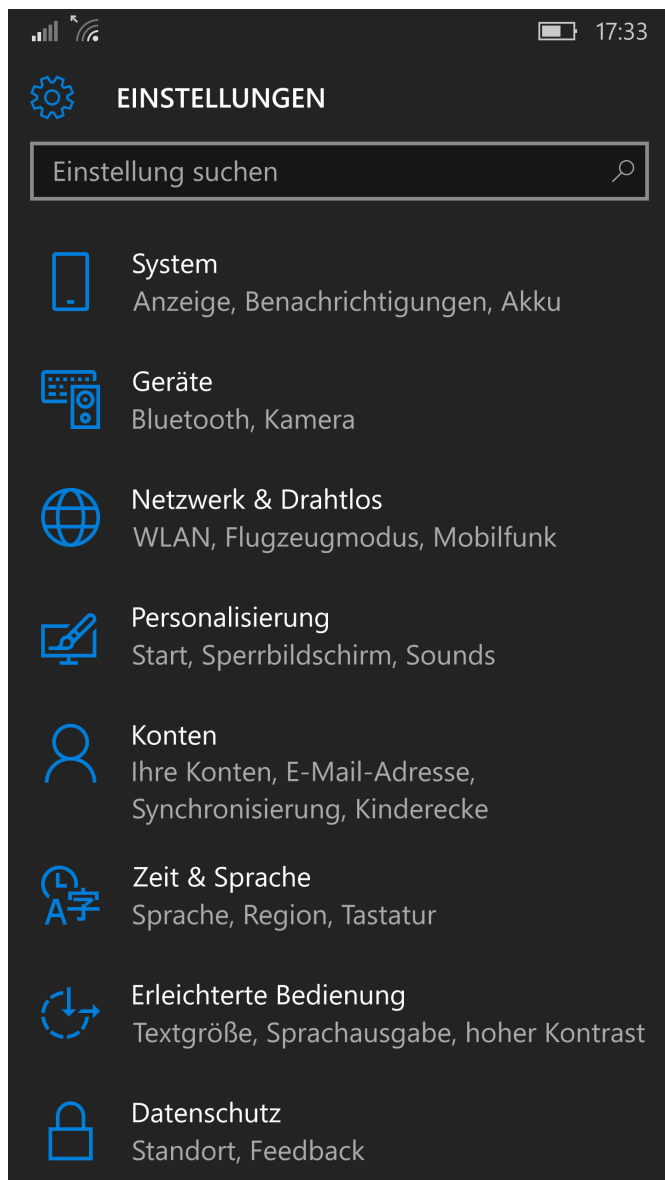 17:33
EINSTELLUNGEN
Einstellung suchen
System
Anzeige, Benachrichtigungen, Akku
Geräte
Bluetooth, Kamera
Netzwerk & Drahtlos
WLAN, Flugzeugmodus, Mobilfunk
Personalisierung
Start, Sperrbildschirm, Sounds
Konten
Ihre Konten, E-Mail-Adresse,
Synchronisierung, Kinderecke
Zeit & Sprache
A字
Sprache, Region, Tastatur
Erleichterte Bedienung
Textgröße, Sprachausgabe, hoher Kontrast
Datenschutz
Standort, Feedback